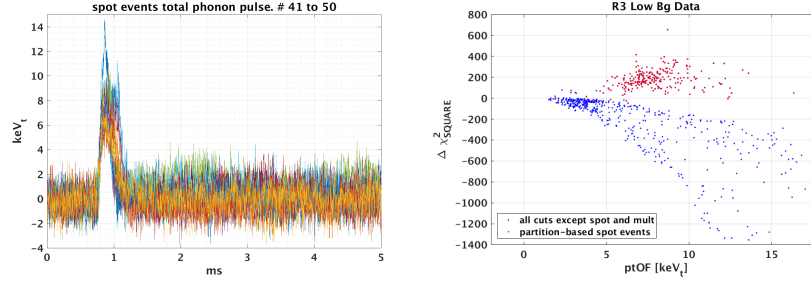 spot events total phonon pulse. # 41 to 50
14
12
10
8
6
4
2
0
-2
-4
keV_t
0 1 2 3 4 5
ms
R3 Low Bg Data
800
600
400
200
0
-200
-400
-600
-800
-1000
-1200
-1400
Δ χ²_SQUARE
all cuts except spot and mult
partition-based spot events
0 5 10 15
ptOF [keV_t]